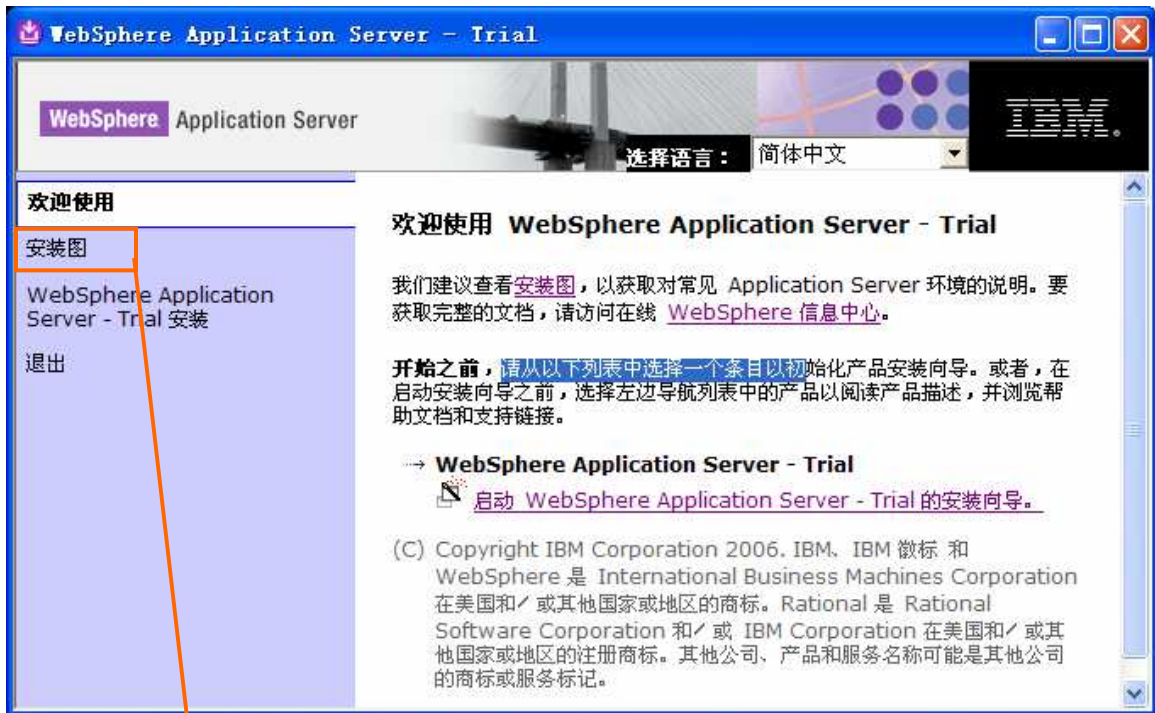 WebSphere Application Server - Trial
WebSphere Application Server
IBM.
选择语言：
简体中文
欢迎使用
安装图
WebSphere Application
Server - Trial 安装
退出
欢迎使用 WebSphere Application Server - Trial
我们建议查看安装图，以获取对常见 Application Server 环境的说明。要
获取完整的文档，请访问在线 WebSphere 信息中心。
开始之前，请从以下列表中选择一个条目以初始化产品安装向导。或者，在
启动安装向导之前，选择左边导航列表中的产品以阅读产品描述，并浏览帮
助文档和支持链接。
→ WebSphere Application Server - Trial
启动 WebSphere Application Server - Trial 的安装向导。
(C) Copyright IBM Corporation 2006. IBM、IBM 徽标 和
WebSphere 是 International Business Machines Corporation
在美国和／或其他国家或地区的商标。Rational 是 Rational
Software Corporation 和／或 IBM Corporation 在美国和／或其
他国家或地区的注册商标。其他公司、产品和服务名称可能是其他公司
的商标或服务标记。